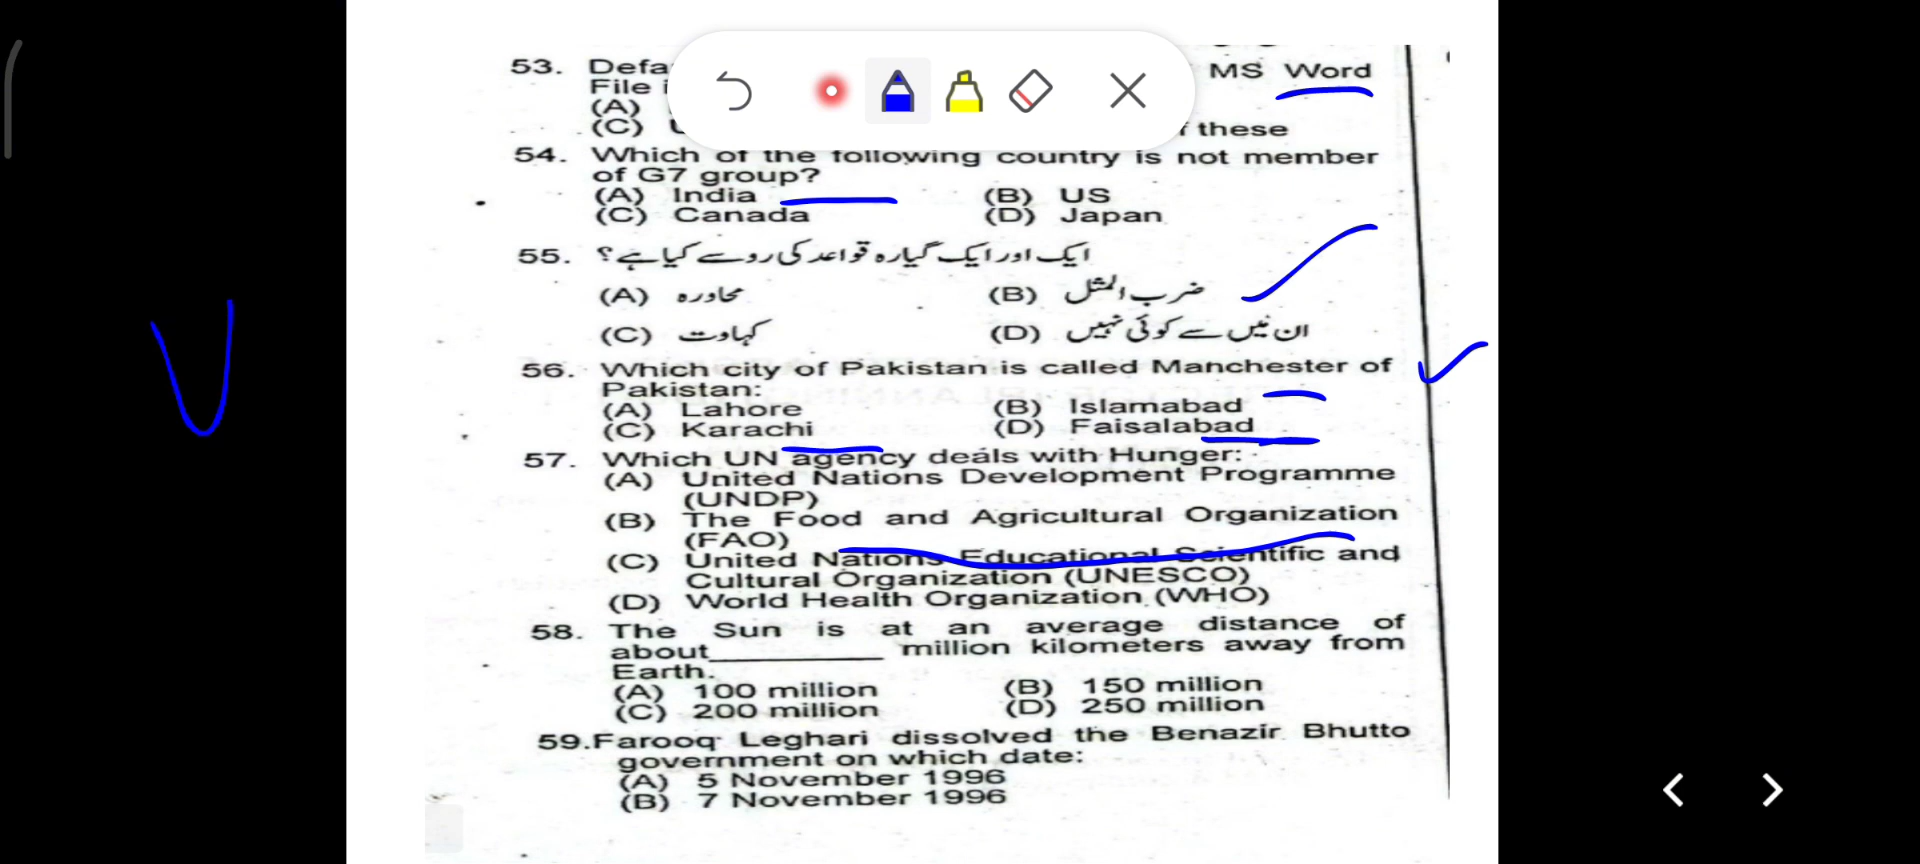 53. Defa MS Word
File i
(A)
(C) these
54. Which of the following country is not member
of G7 group?
(A) India (B) US
(C) Canada (D) Japan
55. ایک اور ایک گیارہ قواعد کی رو سے کیا ہے؟
(A) محاورہ (B) ضرب المثل
(C) کہاوت (D) ان میں سے کوئی نہیں
56. Which city of Pakistan is called Manchester of
Pakistan:
(A) Lahore (B) Islamabad
(C) Karachi (D) Faisalabad
57. Which UN agency deals with Hunger:
(A) United Nations Development Programme
(UNDP)
(B) The Food and Agricultural Organization
(FAO)
(C) United Nations Educational Scientific and
Cultural Organization (UNESCO)
(D) World Health Organization (WHO)
58. The Sun is at an average distance of
about__________ million kilometers away from
Earth.
(A) 100 million (B) 150 million
(C) 200 million (D) 250 million
59. Farooq Leghari dissolved the Benazir Bhutto
government on which date:
(A) 5 November 1996
(B) 7 November 1996